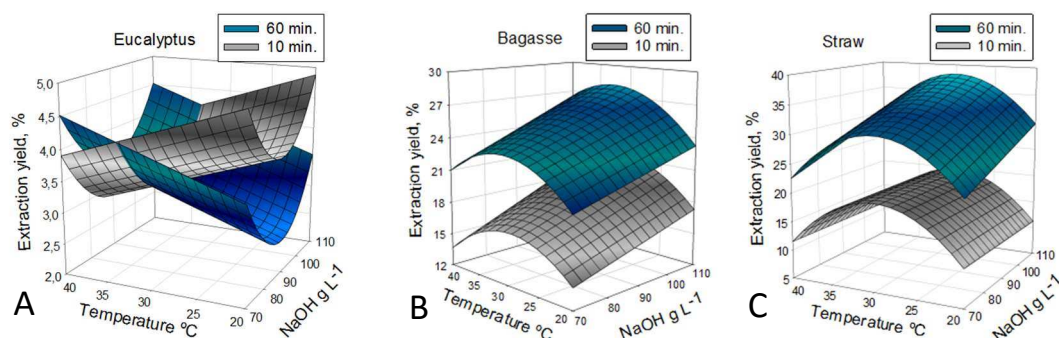 Eucalyptus
60 min.
10 min.
Extraction yield, %
5,0
4,5
4,0
3,5
3,0
2,5
2,0
40
35
30
25
20
Temperature ºC
70
80
90
100
110
NaOH g L-1
A
Bagasse
60 min.
10 min.
Extraction yield, %
30
27
24
21
18
15
12
40
35
30
25
20
Temperature ºC
70
80
90
100
110
NaOH g L-1
B
Straw
60 min.
10 min.
Extraction yield, %
40
35
30
25
20
15
10
5
40
35
30
25
20
Temperature ºC
70
80
90
100
110
NaOH g L-1
C